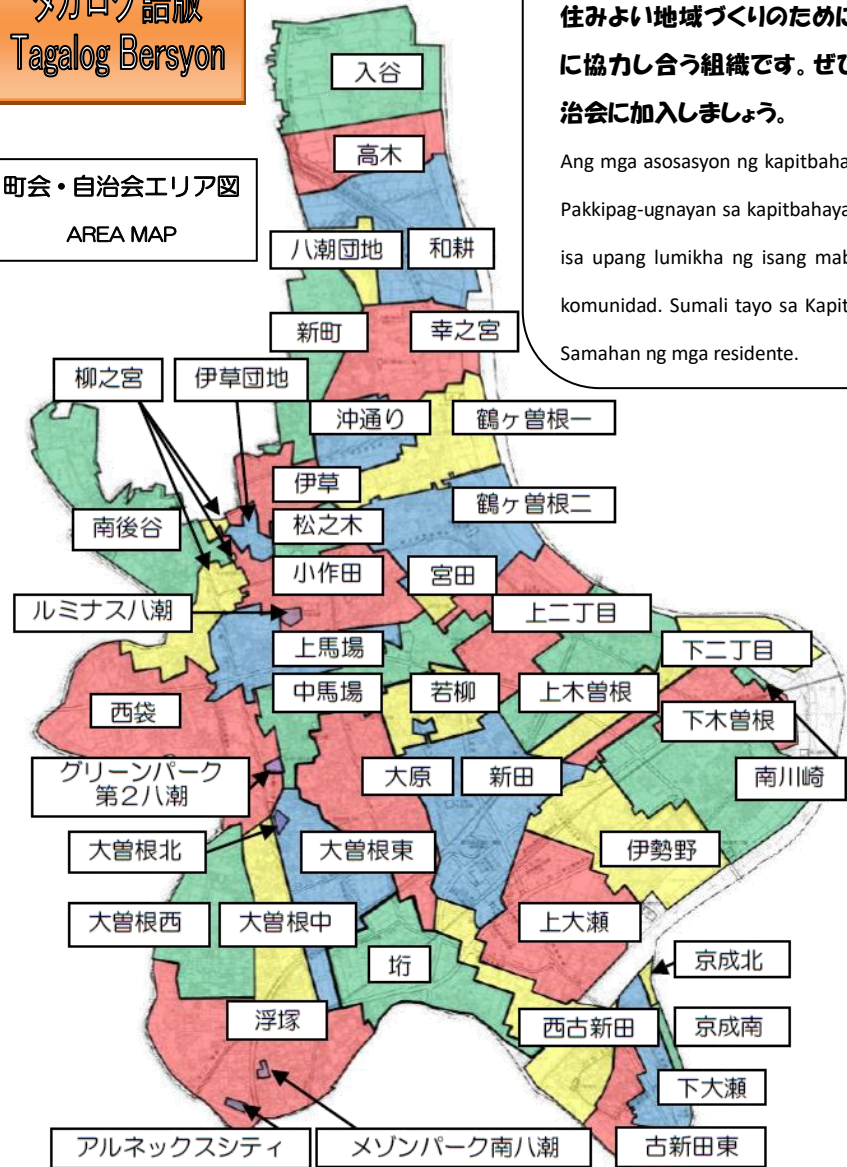 タガログ語版
Tagalog Bersyon
住みよい地域づくりのために
に協力し合う組織です。ぜひ
治会に加入しましょう。
Ang mga asosasyon ng kapitbaha
Pakkipag-ugnayan sa kapitbahaya
isa upang lumikha ng isang mab
komunidad. Sumali tayo sa Kapit
Samahan ng mga residente.
町会・自治会エリア図
AREA MAP
入谷
高木
八潮団地
和耕
新町
幸之宮
柳之宮
伊草団地
沖通り
鶴ヶ曽根一
伊草
鶴ヶ曽根二
南後谷
松之木
小作田
宮田
ルミナス八潮
上二丁目
上馬場
下二丁目
中馬場
若柳
上木曽根
西袋
下木曽根
グリーンパーク
第2八潮
大原
新田
南川崎
大曽根北
大曽根東
伊勢野
大曽根西
大曽根中
上大瀬
垳
京成北
浮塚
西古新田
京成南
下大瀬
アルネックスシティ
メゾンパーク南八潮
古新田東